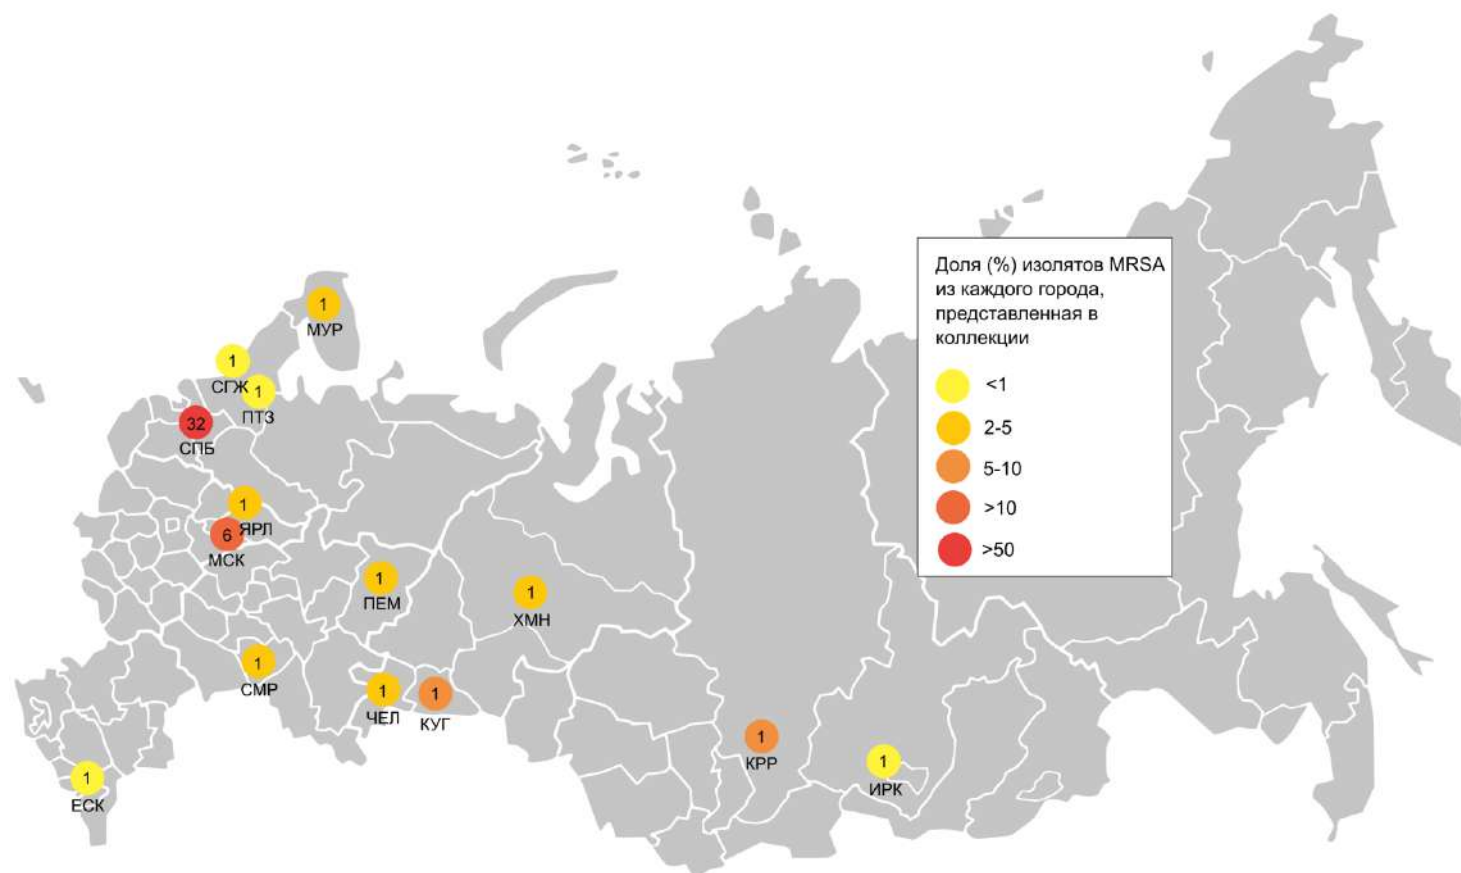 Доля (%) изолятов MRSA
из каждого города,
представленная в
коллекции
<1
2-5
5-10
>10
>50
1
МУР
1
СГЖ
1
ПТЗ
32
СПБ
1
ЯРЛ
6
МСК
1
ПЕМ
1
ХМН
1
СМР
1
ЧЕЛ
1
КУГ
1
КРР
1
ИРК
1
ЕСК